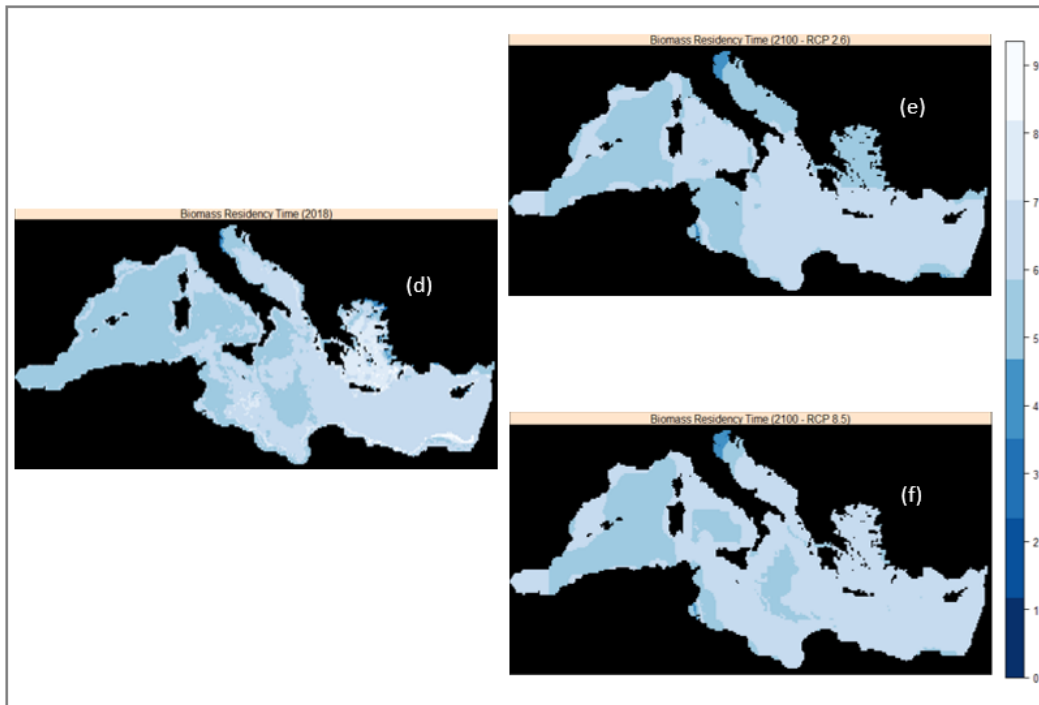 Biomass Residency Time (2018)
(d)
Biomass Residency Time (2100 - RCP 2.6)
(e)
Biomass Residency Time (2100 - RCP 8.5)
(f)
9
8
7
6
5
4
3
2
1
0